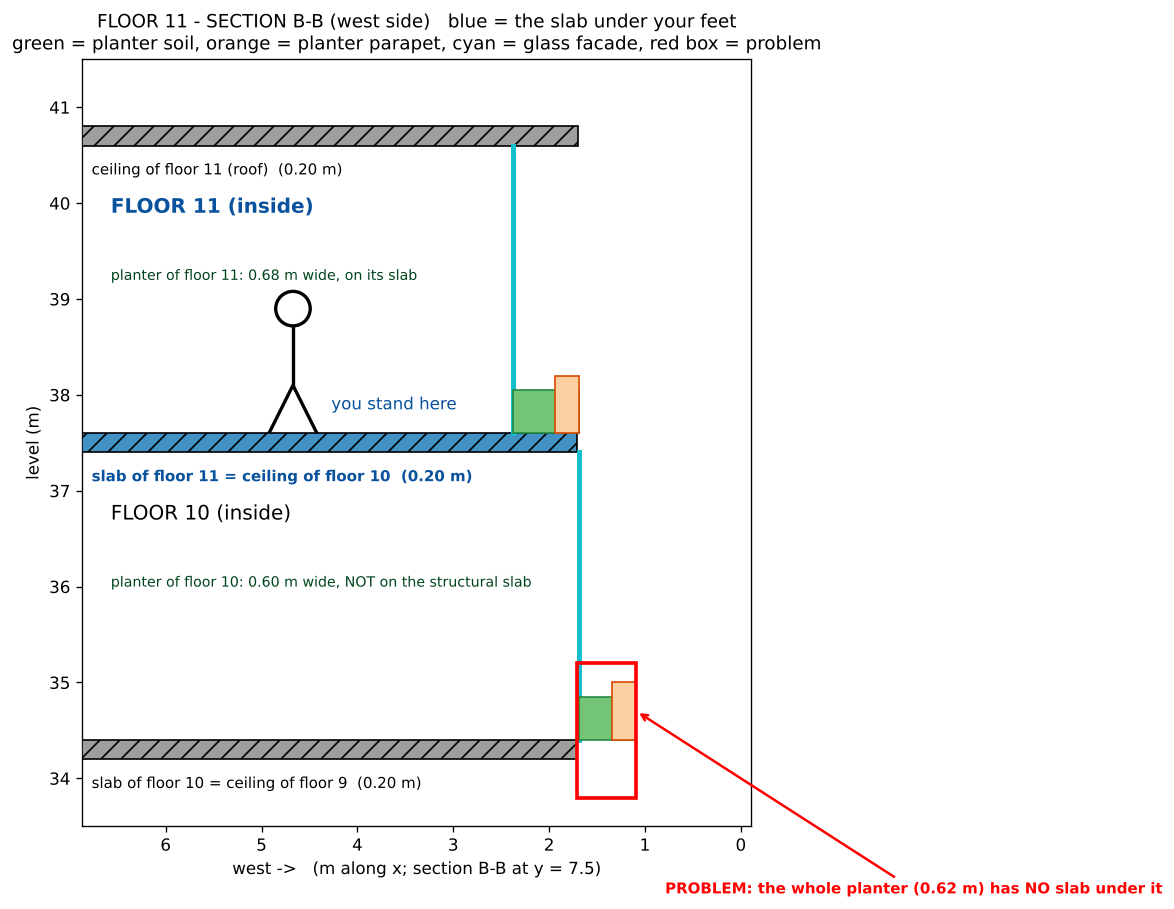 FLOOR 11 - SECTION B-B (west side)   blue = the slab under your feet
green = planter soil, orange = planter parapet, cyan = glass facade, red box = problem
41
ceiling of floor 11 (roof)  (0.20 m)
40
FLOOR 11 (inside)
planter of floor 11: 0.68 m wide, on its slab
39
38
you stand here
level (m)
slab of floor 11 = ceiling of floor 10  (0.20 m)
37
FLOOR 10 (inside)
36
planter of floor 10: 0.60 m wide, NOT on the structural slab
35
34
slab of floor 10 = ceiling of floor 9  (0.20 m)
6 5 4 3 2 1 0
west ->   (m along x; section B-B at y = 7.5)
PROBLEM: the whole planter (0.62 m) has NO slab under it